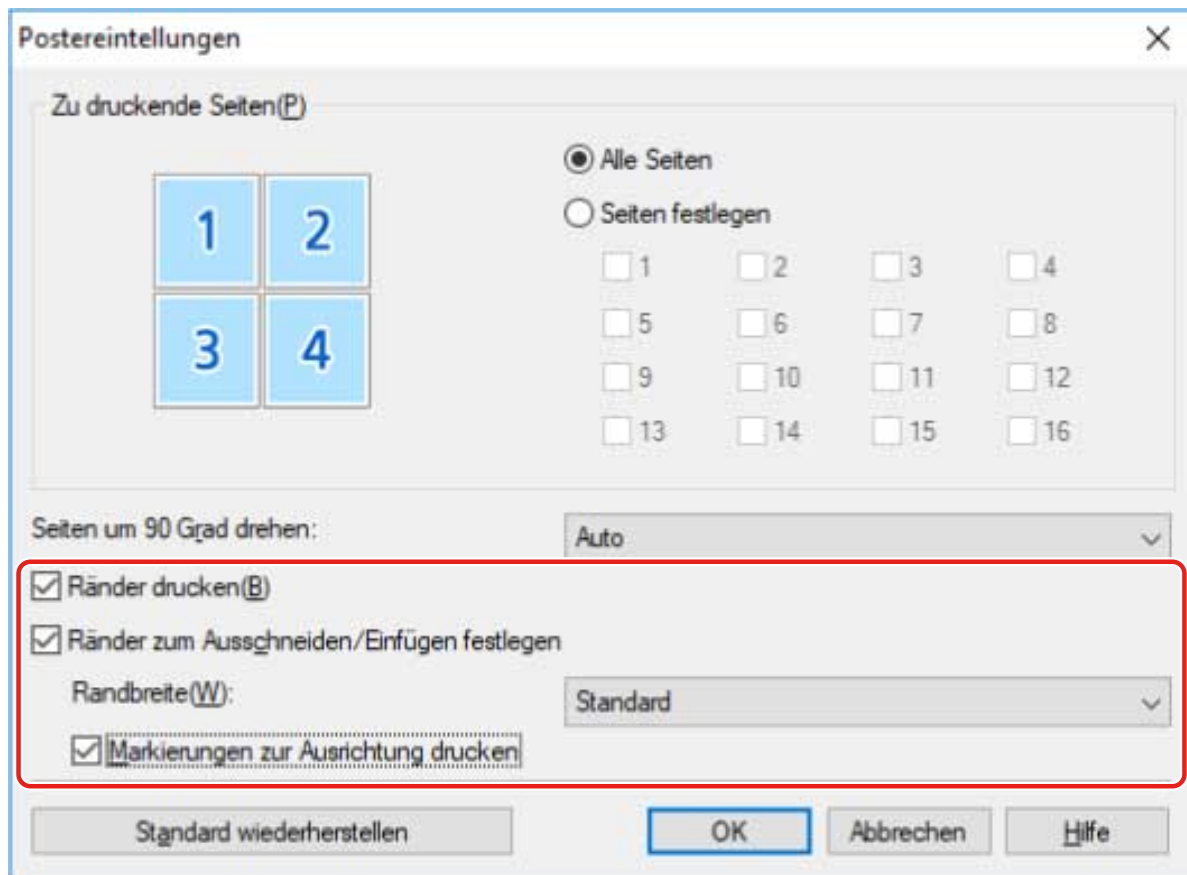 Postereintellungen
Zu druckende Seiten(P)
1 2
3 4
Alle Seiten
Seiten festlegen
1 2 3 4
5 6 7 8
9 10 11 12
13 14 15 16
Seiten um 90 Grad drehen: Auto
Ränder drucken(B)
Ränder zum Ausschneiden/Einfügen festlegen
Randbreite(W): Standard
Markierungen zur Ausrichtung drucken
Standard wiederherstellen OK Abbrechen Hilfe